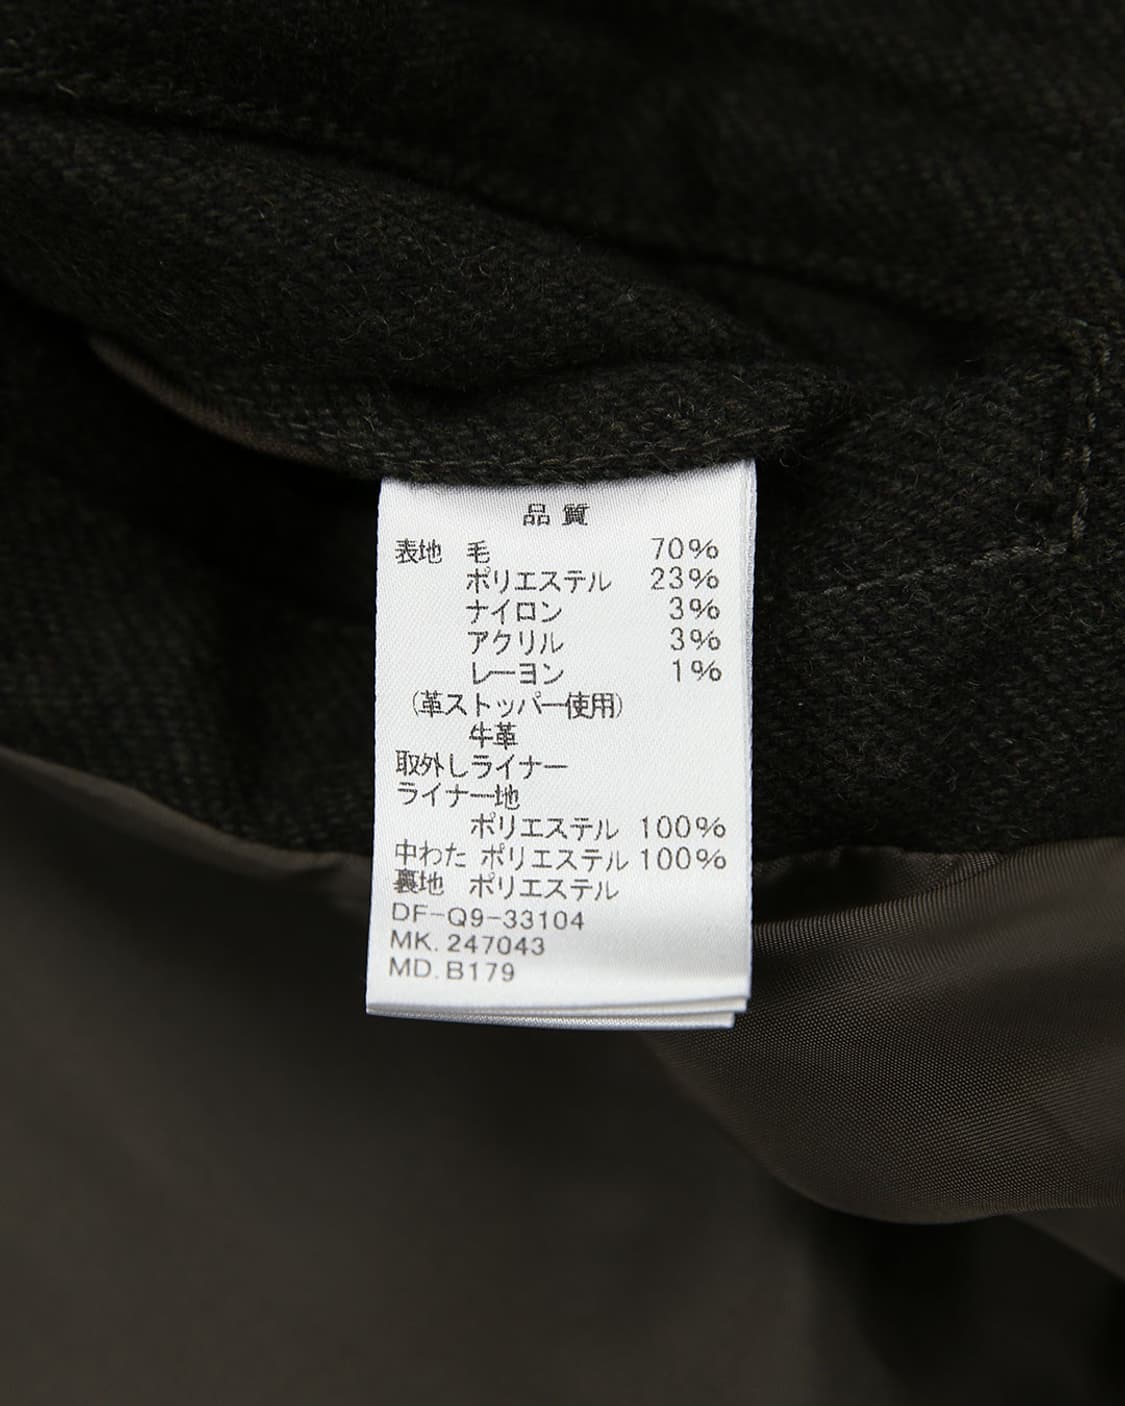 品質
表地 毛 70%
ポリエステル 23%
ナイロン 3%
アクリル 3%
レーヨン 1%
(革ストッパー使用)
牛革
取外しライナー
ライナー地
ポリエステル 100%
中わた ポリエステル 100%
裏地 ポリエステル
DF-Q9-33104
MK. 247043
MD. B179